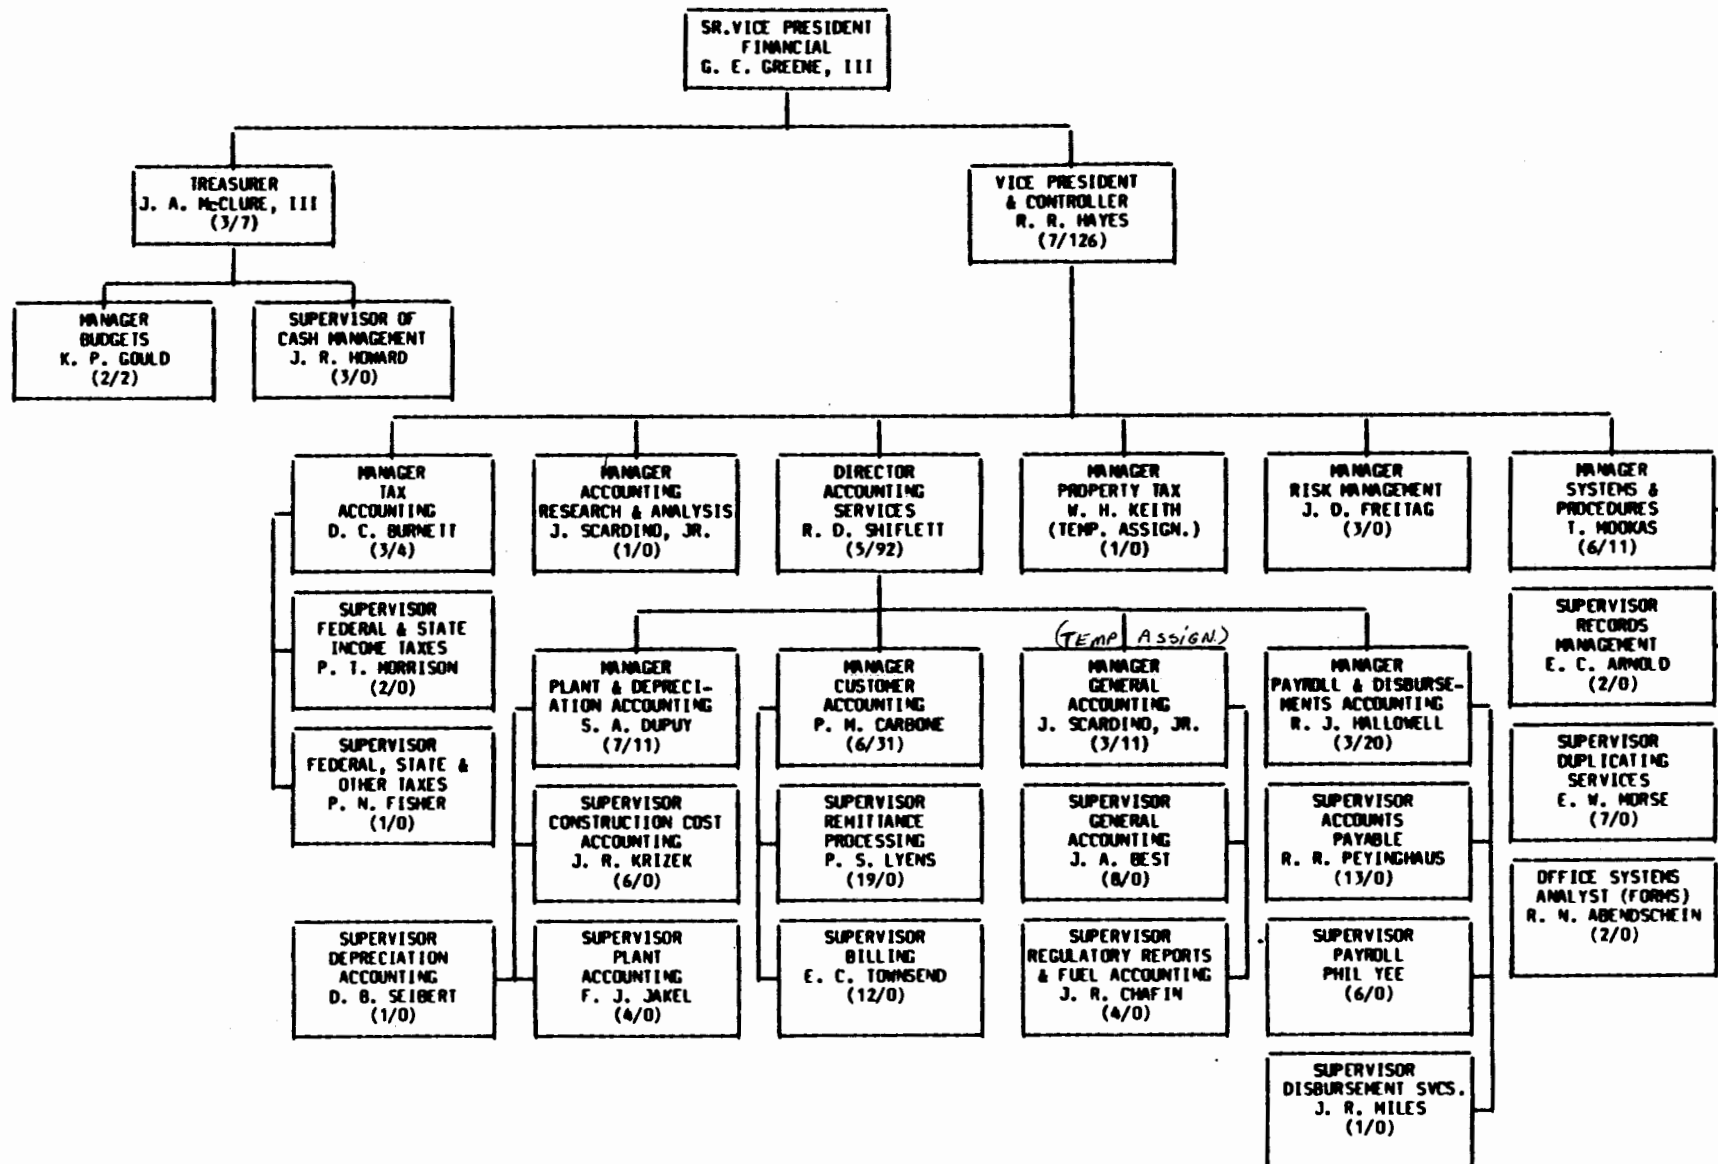 SR.VICE PRESIDENT
FINANCIAL
G. E. GREENE, III
TREASURER
J. A. McCLURE, III
(3/7)
VICE PRESIDENT
& CONTROLLER
R. R. HAYES
(7/126)
MANAGER
BUDGETS
K. P. GOULD
(2/2)
SUPERVISOR OF
CASH MANAGEMENT
J. R. HOWARD
(3/0)
MANAGER
TAX
ACCOUNTING
D. C. BURNETT
(3/4)
MANAGER
ACCOUNTING
RESEARCH & ANALYSIS
J. SCARDINO, JR.
(1/0)
DIRECTOR
ACCOUNTING
SERVICES
R. D. SHIFLETT
(5/92)
MANAGER
PROPERTY TAX
W. H. KEITH
(TEMP. ASSIGN.)
(1/0)
MANAGER
RISK MANAGEMENT
J. D. FREITAG
(3/0)
MANAGER
SYSTEMS &
PROCEDURES
T. MOOKAS
(6/11)
SUPERVISOR
FEDERAL & STATE
INCOME TAXES
P. T. MORRISON
(2/0)
SUPERVISOR
FEDERAL, STATE &
OTHER TAXES
P. N. FISHER
(1/0)
MANAGER
PLANT & DEPRECI-
ATION ACCOUNTING
S. A. DUPUY
(7/11)
SUPERVISOR
CONSTRUCTION COST
ACCOUNTING
J. R. KRIZEK
(6/0)
SUPERVISOR
DEPRECIATION
ACCOUNTING
D. B. SEIBERT
(1/0)
SUPERVISOR
PLANT
ACCOUNTING
F. J. JAKEL
(4/0)
MANAGER
CUSTOMER
ACCOUNTING
P. M. CARBONE
(6/31)
SUPERVISOR
REMITTANCE
PROCESSING
P. S. LYENS
(19/0)
SUPERVISOR
BILLING
E. C. TOWNSEND
(12/0)
(TEMP ASSIGN.)
MANAGER
GENERAL
ACCOUNTING
J. SCARDINO, JR.
(3/11)
SUPERVISOR
GENERAL
ACCOUNTING
J. A. BEST
(8/0)
SUPERVISOR
REGULATORY REPORTS
& FUEL ACCOUNTING
J. R. CHAFIN
(4/0)
MANAGER
PAYROLL & DISBURSE-
MENTS ACCOUNTING
R. J. HALLOWELL
(3/20)
SUPERVISOR
ACCOUNTS
PAYABLE
R. R. PEYINGHAUS
(13/0)
SUPERVISOR
PAYROLL
PHIL YEE
(6/0)
SUPERVISOR
DISBURSEMENT SVCS.
J. R. MILES
(1/0)
SUPERVISOR
RECORDS
MANAGEMENT
E. C. ARNOLD
(2/0)
SUPERVISOR
DUPLICATING
SERVICES
E. W. MORSE
(7/0)
OFFICE SYSTEMS
ANALYST (FORMS)
R. N. ABENDSCHEIN
(2/0)